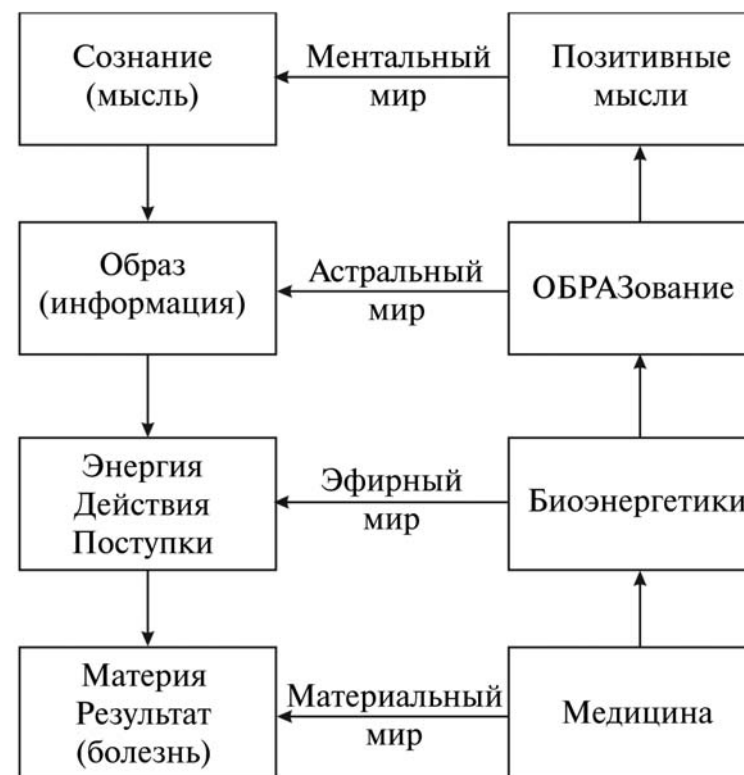 Сознание
(мысль)
Ментальный
мир
Позитивные
мысли
Образ
(информация)
Астральный
мир
ОБРАЗование
Энергия
Действия
Поступки
Эфирный
мир
Биоэнергетики
Материя
Результат
(болезнь)
Материальный
мир
Медицина